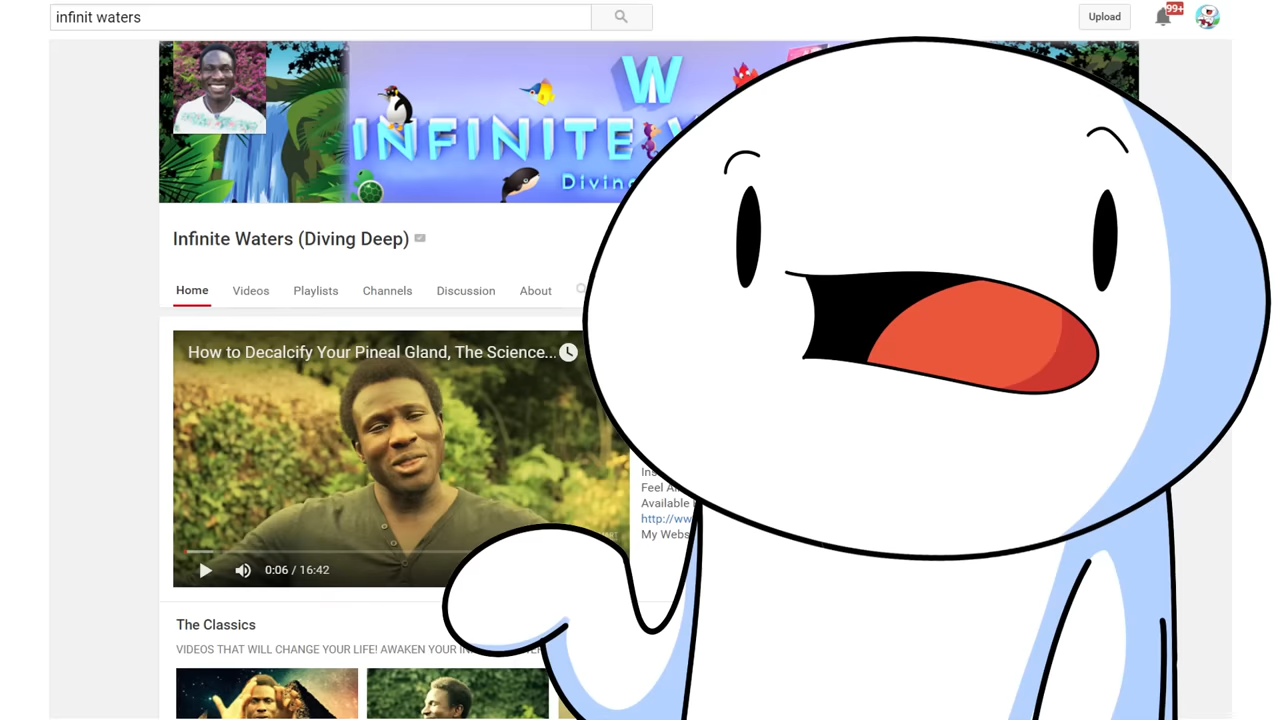 infinit waters
Upload
99+
W
INFINITE
Diving
Infinite Waters (Diving Deep)
Home Videos Playlists Channels Discussion About
How to Decalcify Your Pineal Gland, The Science...
Feel
Available
http://ww
My Webs
0:06 / 16:42
The Classics
VIDEOS THAT WILL CHANGE YOUR LIFE! AWAKEN YOUR